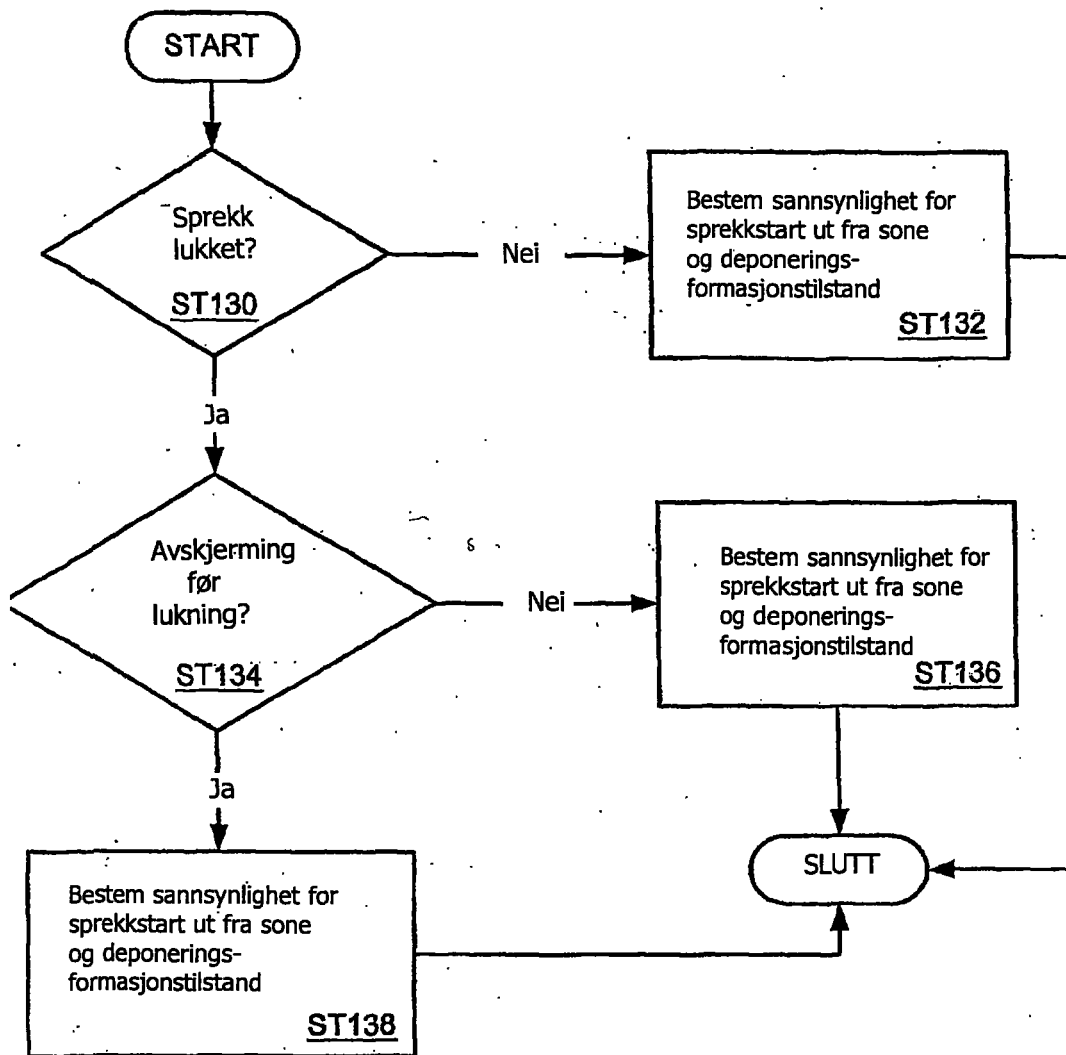 START
Sprekk
lukket?
ST130
Nei
Bestem sannsynlighet for
sprekkstart ut fra sone
og deponerings-
formasjonstilstand
ST132
Ja
Avskjerming
før
lukning?
ST134
Nei
Bestem sannsynlighet for
sprekkstart ut fra sone
og deponerings-
formasjonstilstand
ST136
Ja
Bestem sannsynlighet for
sprekkstart ut fra sone
og deponerings-
formasjonstilstand
ST138
SLUTT